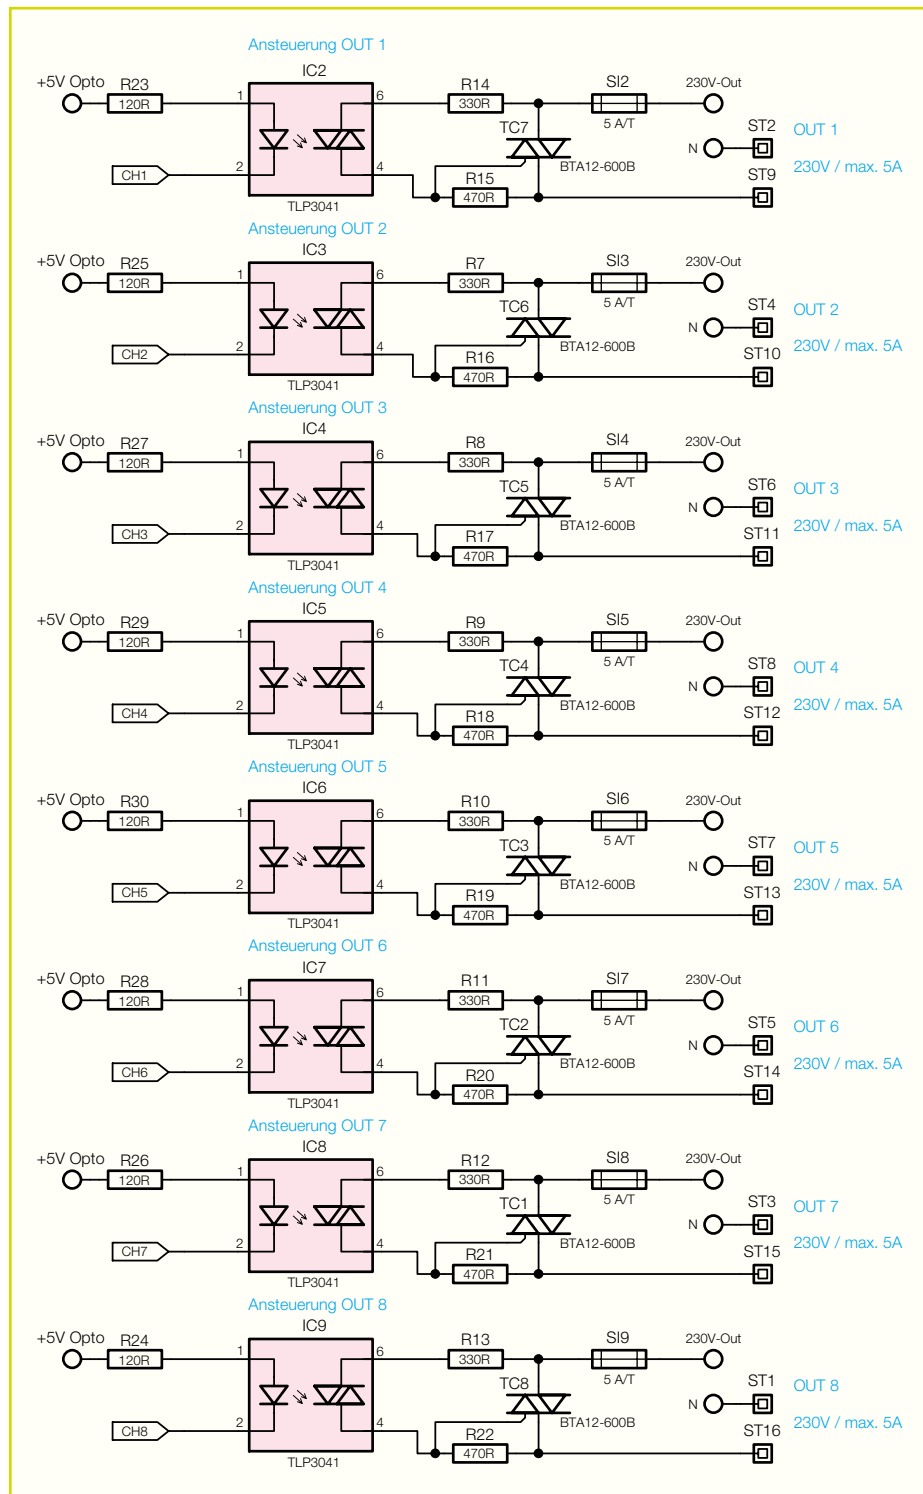 Ansteuerung OUT 1
IC2
+5V Opto R23 1 6 R14 SI2 230V-Out
120R 330R 5 A/T
ST2 OUT 1
TC7 N
CH1 2 4 BTA12-600B 230V / max. 5A
R15 ST9
470R
TLP3041
Ansteuerung OUT 2
IC3
+5V Opto R25 1 6 R7 SI3 230V-Out
120R 330R 5 A/T
ST4 OUT 2
TC6 N
CH2 2 4 BTA12-600B 230V / max. 5A
R16 ST10
470R
TLP3041
Ansteuerung OUT 3
IC4
+5V Opto R27 1 6 R8 SI4 230V-Out
120R 330R 5 A/T
ST6 OUT 3
TC5 N
CH3 2 4 BTA12-600B 230V / max. 5A
R17 ST11
470R
TLP3041
Ansteuerung OUT 4
IC5
+5V Opto R29 1 6 R9 SI5 230V-Out
120R 330R 5 A/T
ST8 OUT 4
TC4 N
CH4 2 4 BTA12-600B 230V / max. 5A
R18 ST12
470R
TLP3041
Ansteuerung OUT 5
IC6
+5V Opto R30 1 6 R10 SI6 230V-Out
120R 330R 5 A/T
ST7 OUT 5
TC3 N
CH5 2 4 BTA12-600B 230V / max. 5A
R19 ST13
470R
TLP3041
Ansteuerung OUT 6
IC7
+5V Opto R28 1 6 R11 SI7 230V-Out
120R 330R 5 A/T
ST5 OUT 6
TC2 N
CH6 2 4 BTA12-600B 230V / max. 5A
R20 ST14
470R
TLP3041
Ansteuerung OUT 7
IC8
+5V Opto R26 1 6 R12 SI8 230V-Out
120R 330R 5 A/T
ST3 OUT 7
TC1 N
CH7 2 4 BTA12-600B 230V / max. 5A
R21 ST15
470R
TLP3041
Ansteuerung OUT 8
IC9
+5V Opto R24 1 6 R13 SI9 230V-Out
120R 330R 5 A/T
ST1 OUT 8
TC8 N
CH8 2 4 BTA12-600B 230V / max. 5A
R22 ST16
470R
TLP3041